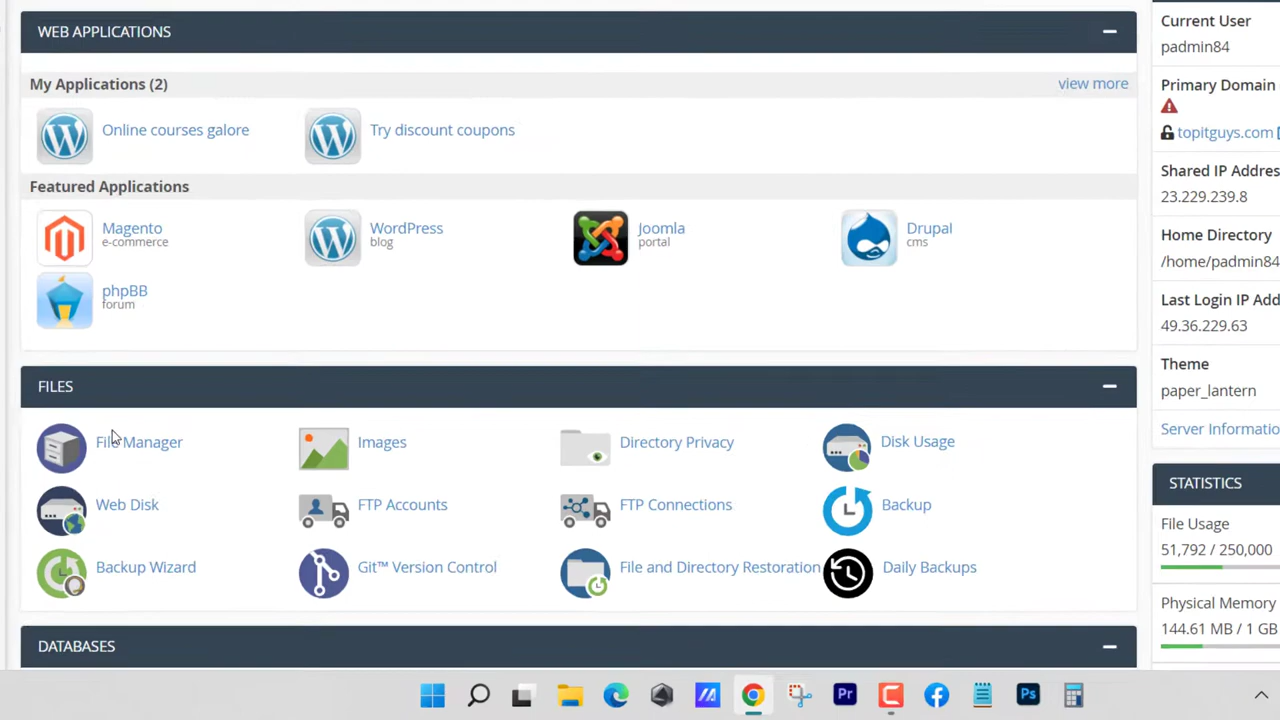 WEB APPLICATIONS
My Applications (2)
view more
Online courses galore
Try discount coupons
Featured Applications
Magento
e-commerce
WordPress
blog
Joomla
portal
Drupal
cms
phpBB
forum
FILES
File Manager
Images
Directory Privacy
Disk Usage
Web Disk
FTP Accounts
FTP Connections
Backup
Backup Wizard
Git™ Version Control
File and Directory Restoration
Daily Backups
DATABASES
Current User
padmin84
Primary Domain
topitguys.com
Shared IP Addres
23.229.239.8
Home Directory
/home/padmin84
Last Login IP Add
49.36.229.63
Theme
paper_lantern
Server Informatio
STATISTICS
File Usage
51,792 / 250,000
Physical Memory
144.61 MB / 1 GB
Pr
Ps